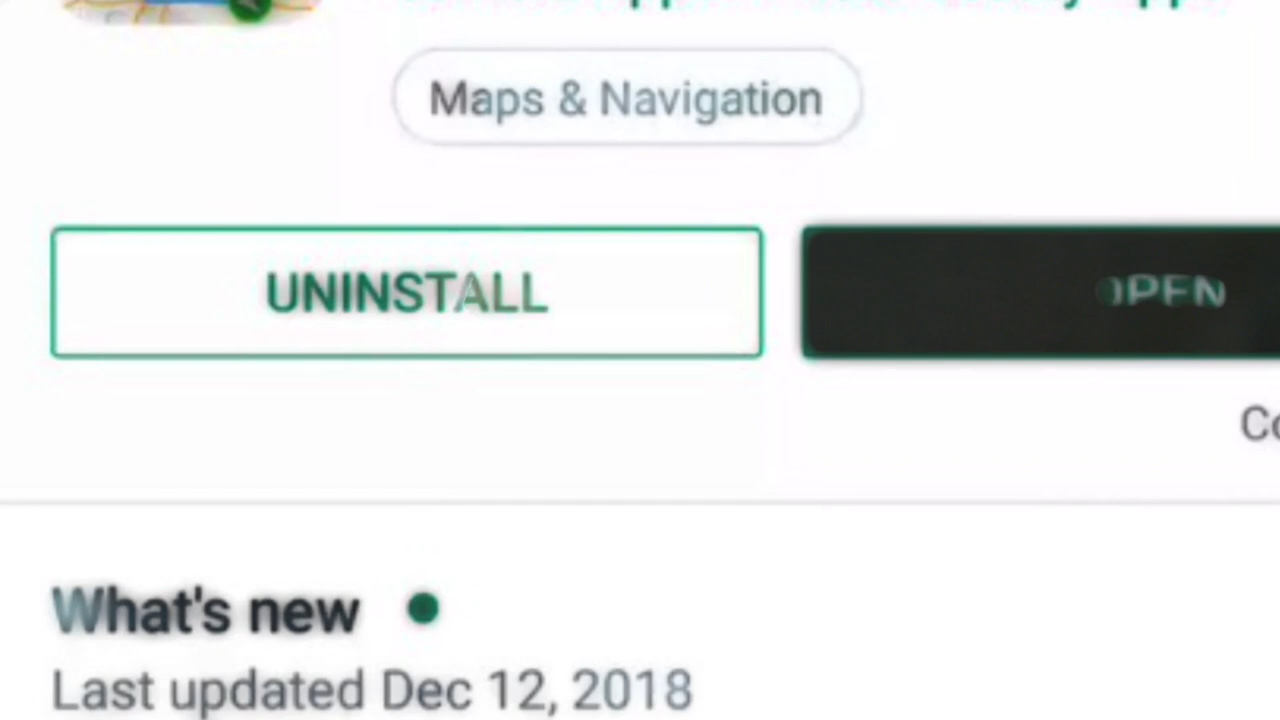 Maps & Navigation
UNINSTALL
OPEN
What's new
Last updated Dec 12, 2018